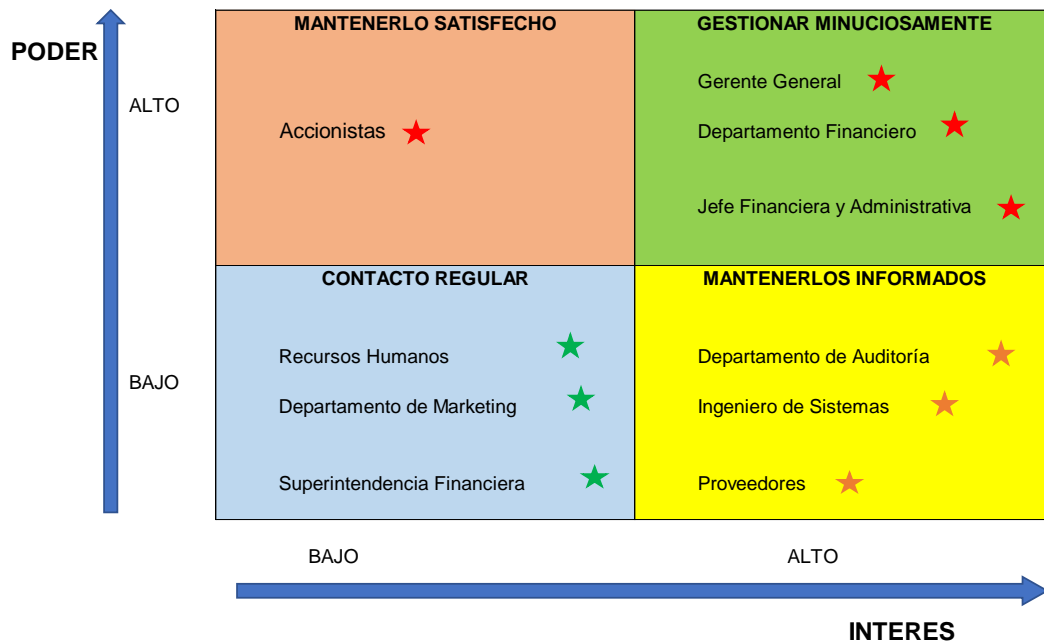 MANTENERLO SATISFECHO
GESTIONAR MINUCIOSAMENTE
PODER
Gerente General
ALTO
Accionistas
Departamento Financiero
Jefe Financiera y Administrativa
CONTACTO REGULAR
MANTENERLOS INFORMADOS
Recursos Humanos
Departamento de Auditoría
BAJO
Departamento de Marketing
Ingeniero de Sistemas
Superintendencia Financiera
Proveedores
BAJO
ALTO
INTERES